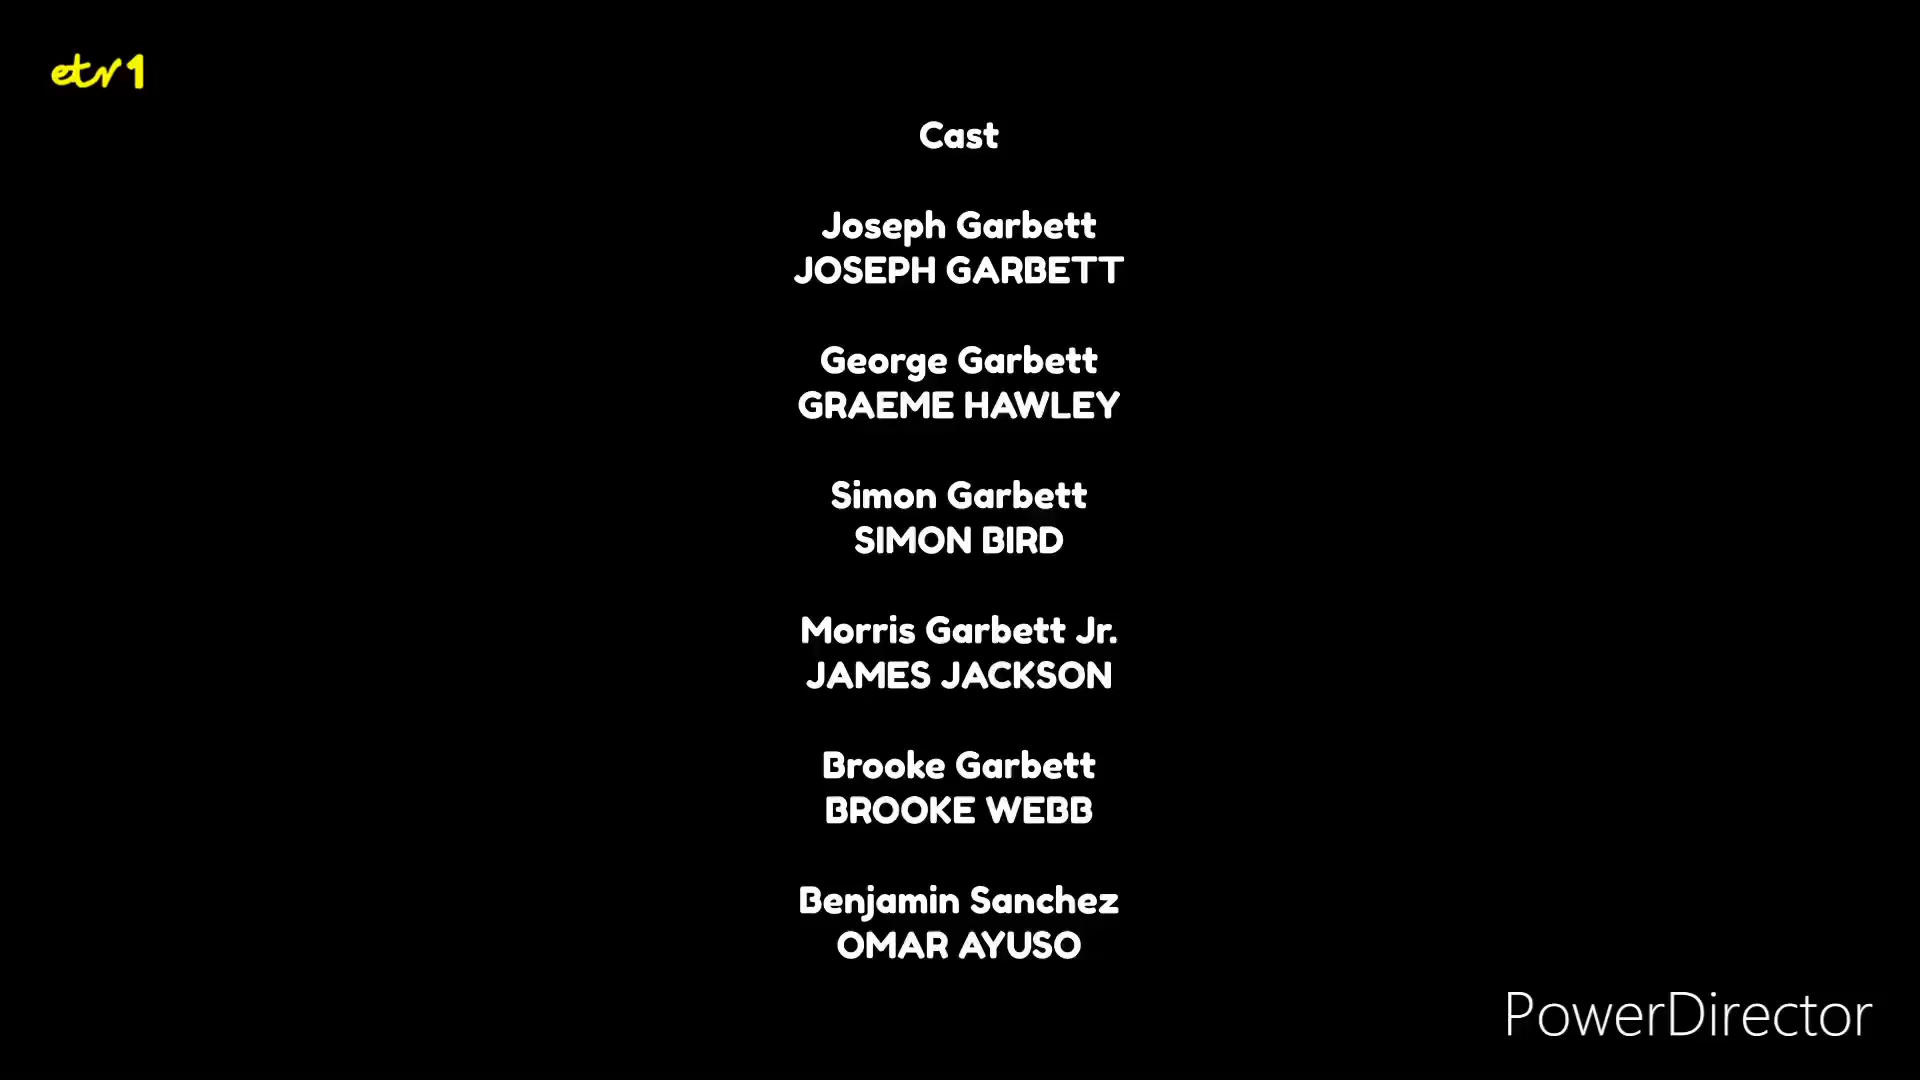 etv1
Cast
Joseph Garbett
JOSEPH GARBETT
George Garbett
GRAEME HAWLEY
Simon Garbett
SIMON BIRD
Morris Garbett Jr.
JAMES JACKSON
Brooke Garbett
BROOKE WEBB
Benjamin Sanchez
OMAR AYUSO
PowerDirector